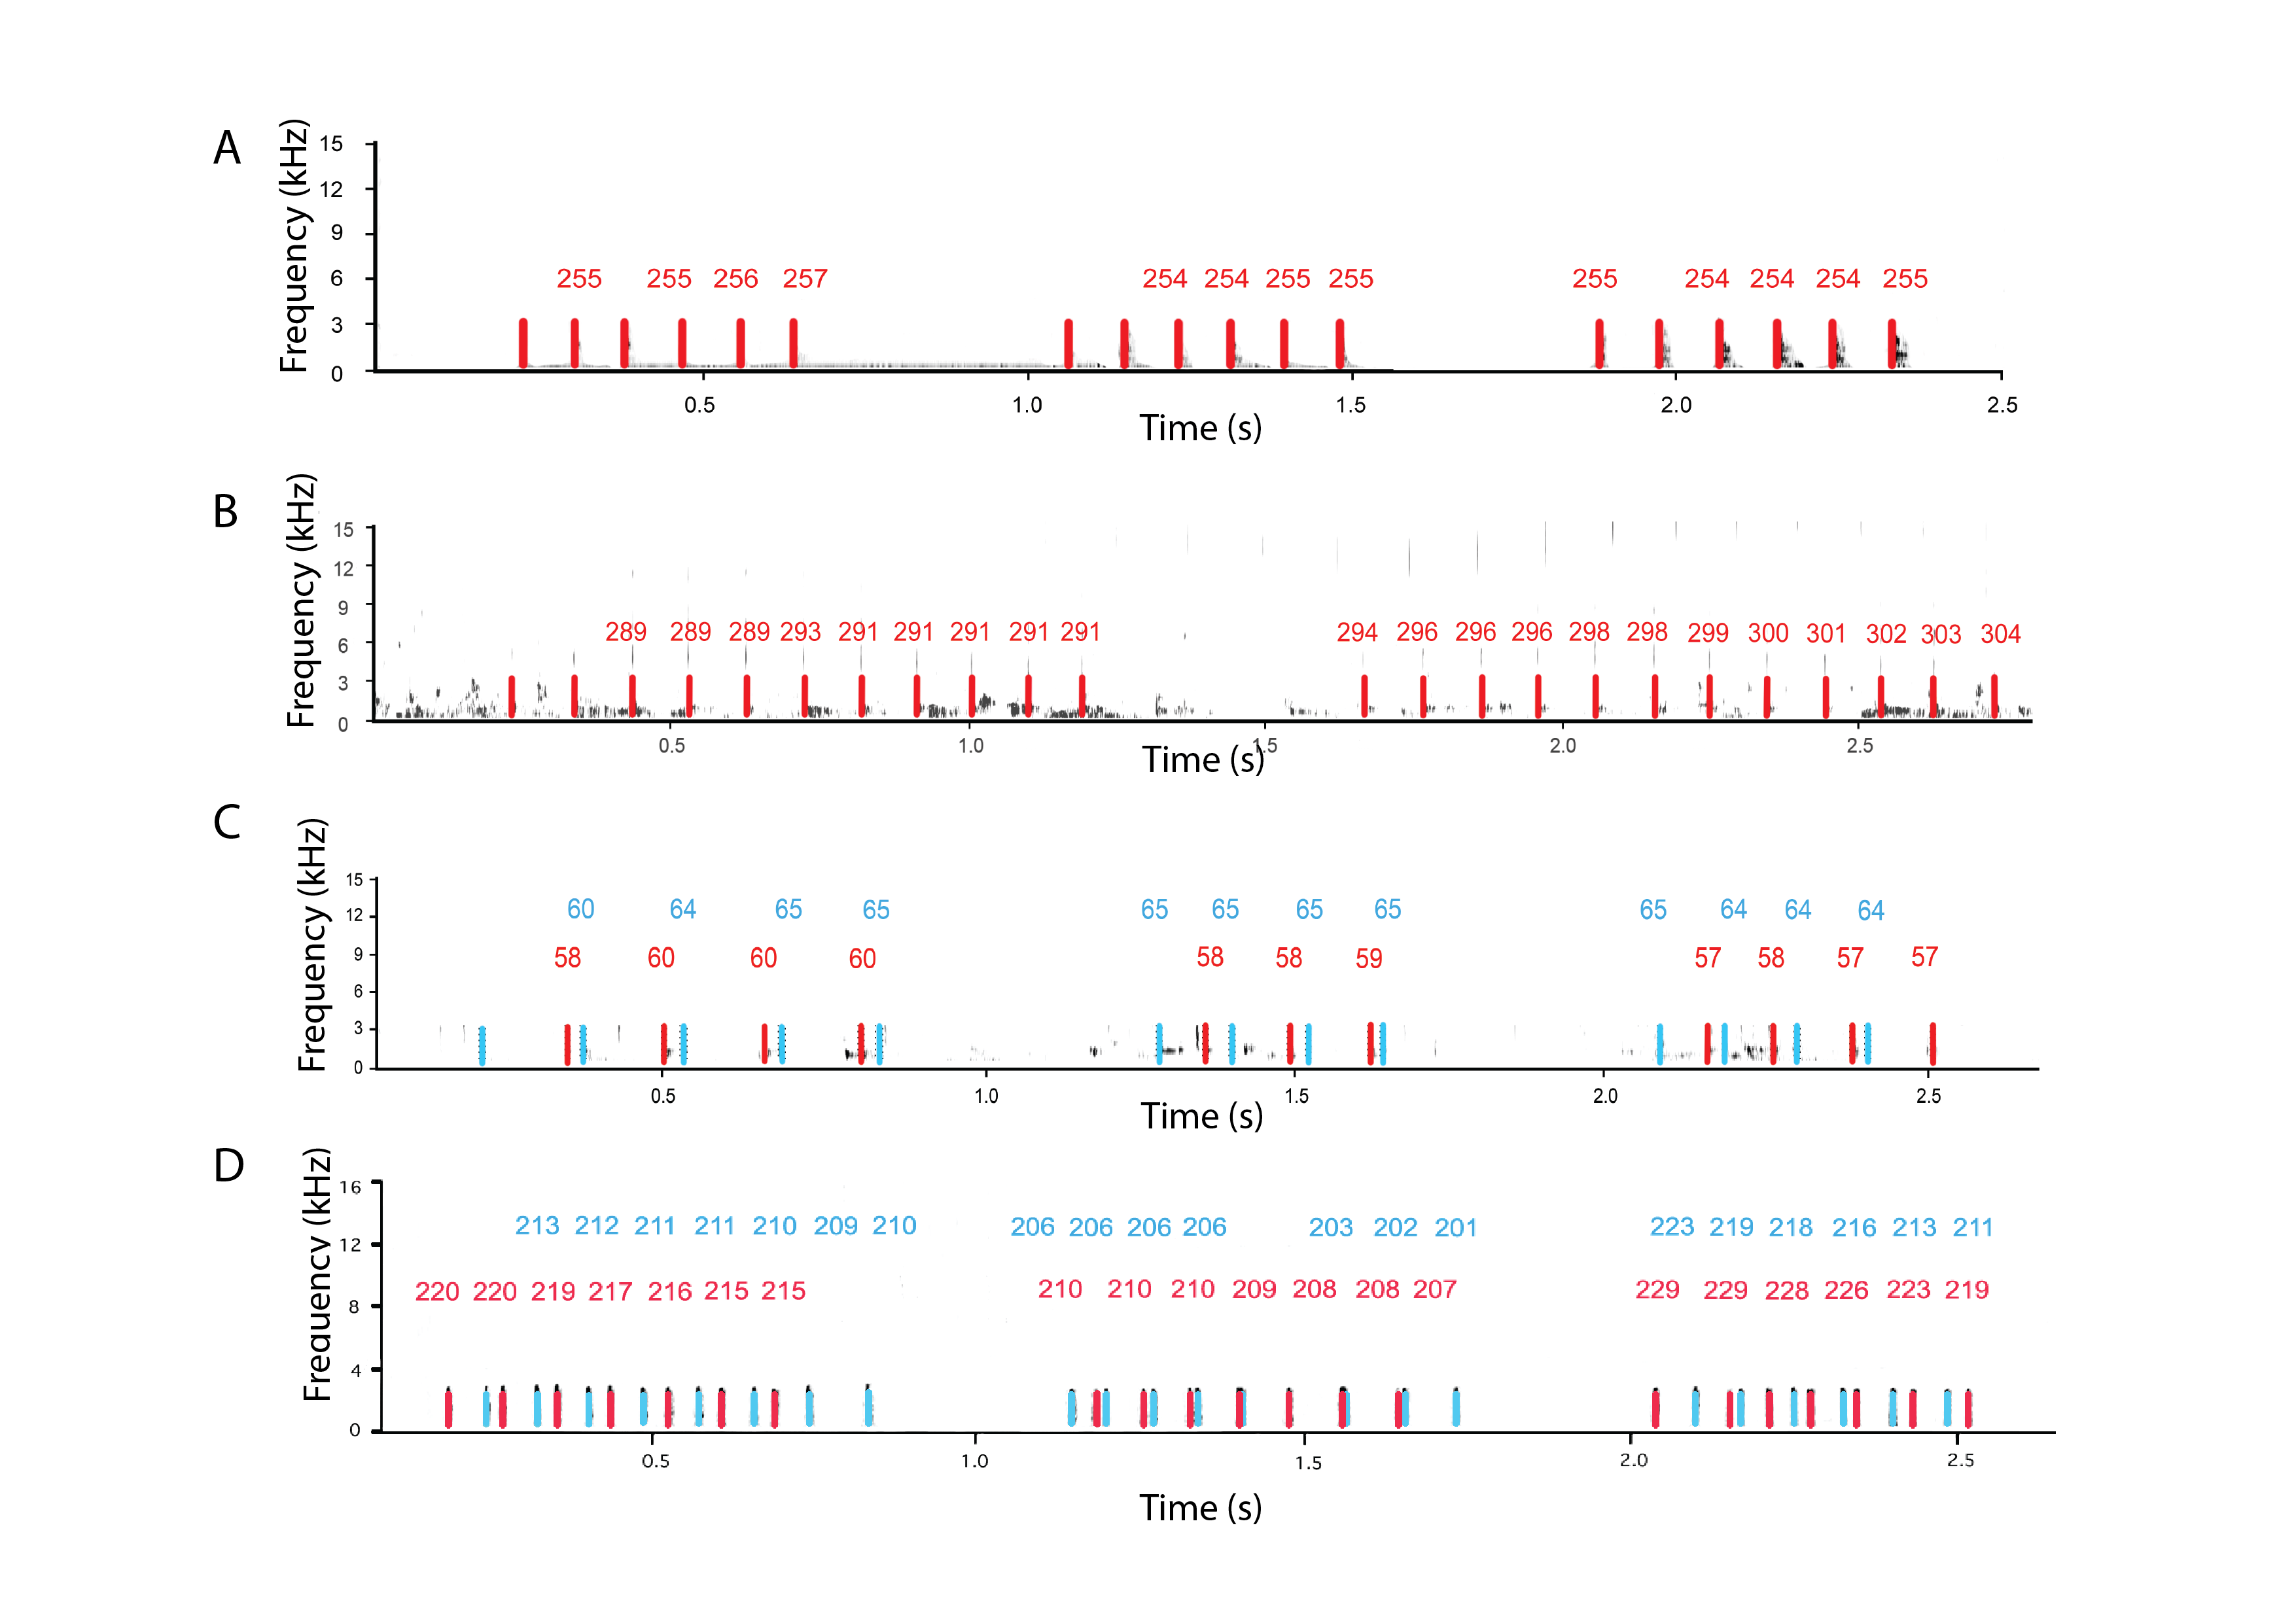 A
Frequency (kHz)
15
12
9
6
3
0
255 255 256 257 254 254 255 255 255 254 254 254 255
0.5 1.0 1.5 2.0 2.5
Time (s)
B
Frequency (kHz)
15
12
9
6
3
0
289 289 289 293 291 291 291 291 291 294 296 296 296 298 298 299 300 301 302 303 304
0.5 1.0 1.5 2.0 2.5
Time (s)
C
Frequency (kHz)
15
12
9
6
3
0
60 64 65 65 65 65 65 65 65 64 64 64
58 60 60 60 58 58 59 57 58 57 57
0.5 1.0 1.5 2.0 2.5
Time (s)
D
Frequency (kHz)
16
12
8
4
0
213 212 211 211 210 209 210 206 206 206 206 203 202 201 223 219 218 216 213 211
220 220 219 217 216 215 215 210 210 210 209 208 208 207 229 229 228 226 223 219
0.5 1.0 1.5 2.0 2.5
Time (s)